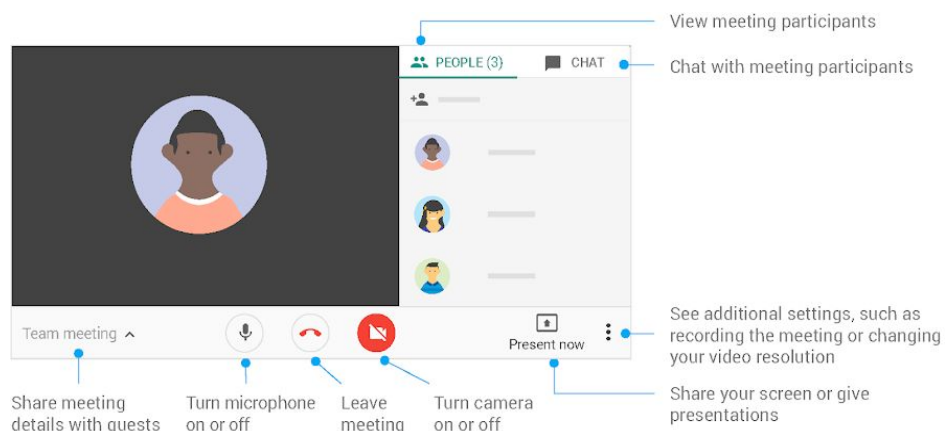 View meeting participants
PEOPLE (3)
CHAT
Chat with meeting participants
Team meeting
Present now
See additional settings, such as
recording the meeting or changing
your video resolution
Share your screen or give
presentations
Share meeting
details with guests
Turn microphone
on or off
Leave
meeting
Turn camera
on or off